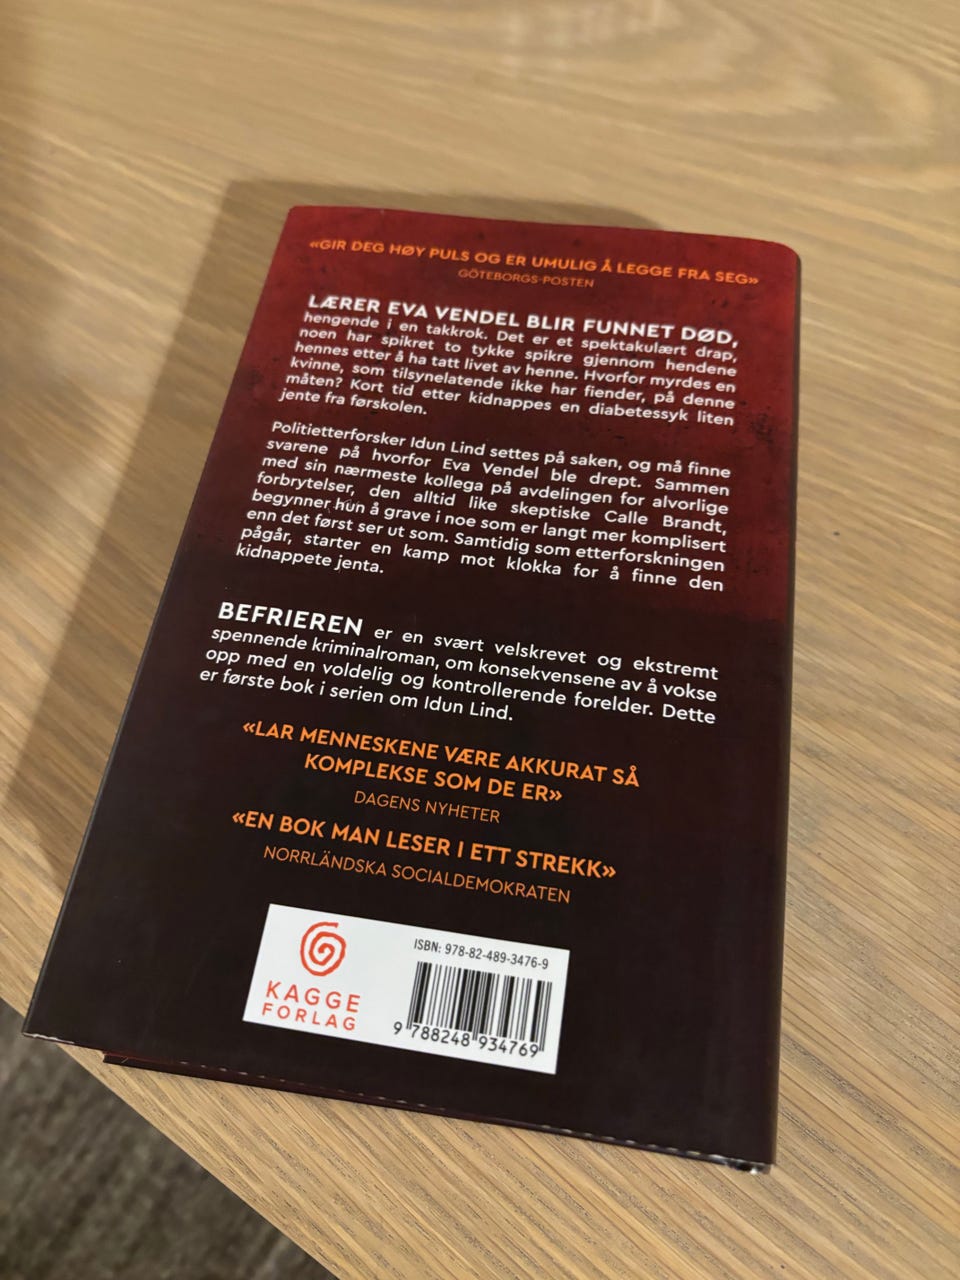 «GIR DEG HØY PULS OG ER UMULIG Å LEGGE FRA SEG»
GÖTEBORGS-POSTEN
LÆRER EVA VENDEL BLIR FUNNET DØD,
hengende i en takkrok. Det er et spektakulært drap,
noen har spikret to tykke spikre gjennom hendene
hennes etter å ha tatt livet av henne. Hvorfor myrdes en
kvinne, som tilsynelatende ikke har fiender, på denne
måten? Kort tid etter kidnappes en diabetessyk liten
jente fra førskolen.
Politietterforsker Idun Lind settes på saken, og må finne
svarene på hvorfor Eva Vendel ble drept. Sammen
med sin nærmeste kollega på avdelingen for alvorlige
forbrytelser, den alltid like skeptiske Calle Brandt,
begynner hun å grave i noe som er langt mer komplisert
enn det først ser ut som. Samtidig som etterforskningen
pågår, starter en kamp mot klokka for å finne den
kidnappete jenta.
BEFRIEREN er en svært velskrevet og ekstremt
spennende kriminalroman, om konsekvensene av å vokse
opp med en voldelig og kontrollerende forelder. Dette
er første bok i serien om Idun Lind.
«LAR MENNESKENE VÆRE AKKURAT SÅ
KOMPLEKSE SOM DE ER»
DAGENS NYHETER
«EN BOK MAN LESER I ETT STREKK»
NORRLÄNDSKA SOCIALDEMOKRATEN
ISBN: 978-82-489-3476-9
KAGGE
FORLAG
9 788248 934769